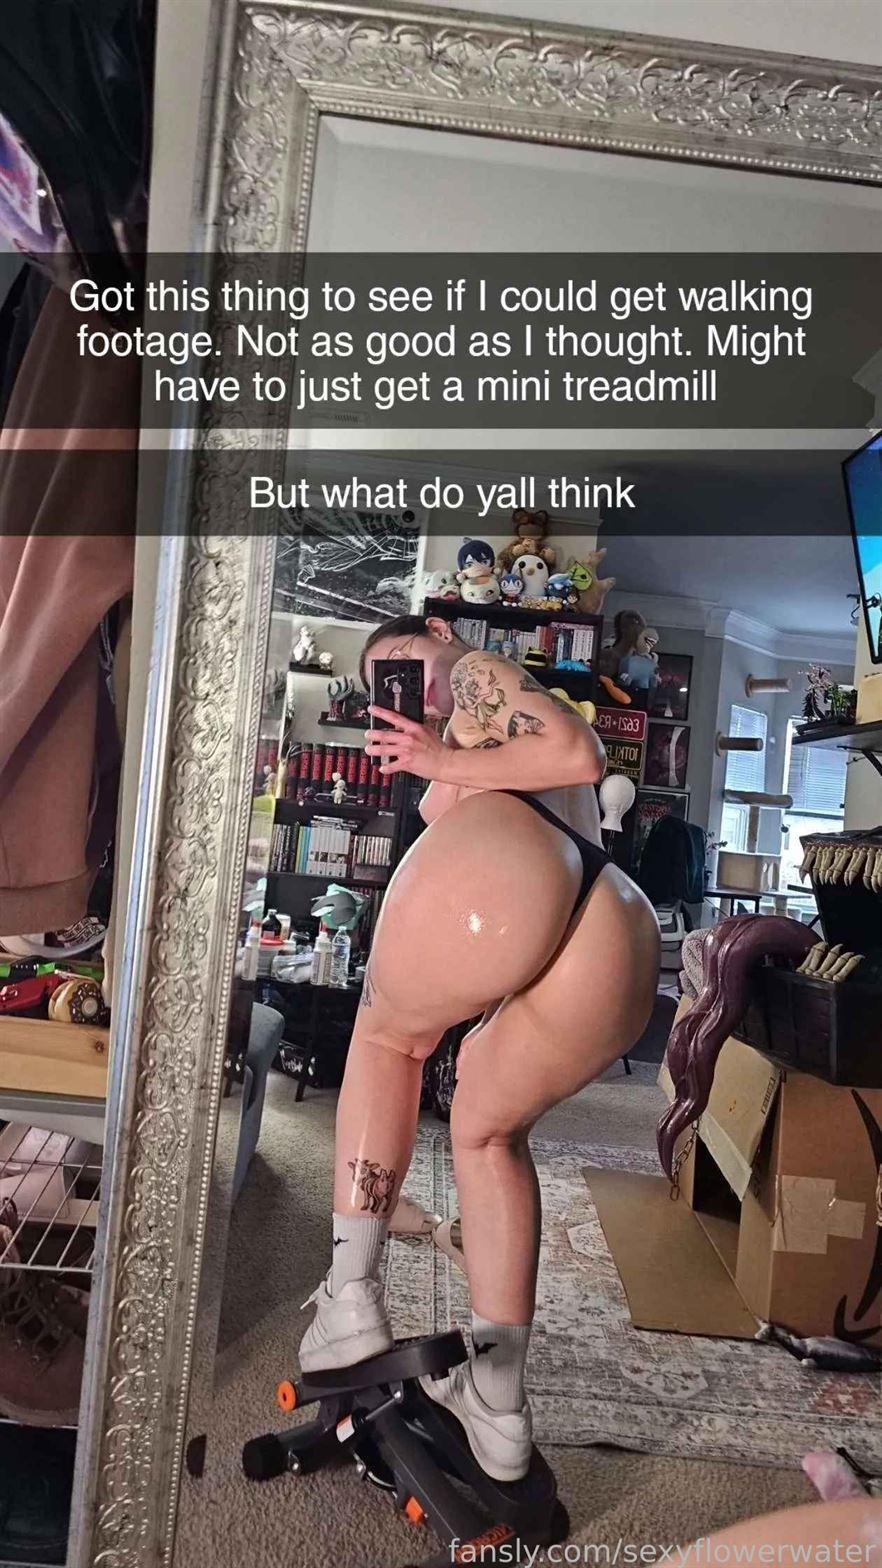 Got this thing to see if I could get walking
footage. Not as good as I thought. Might
have to just get a mini treadmill
But what do yall think
fansly.com/sexyflowerwater